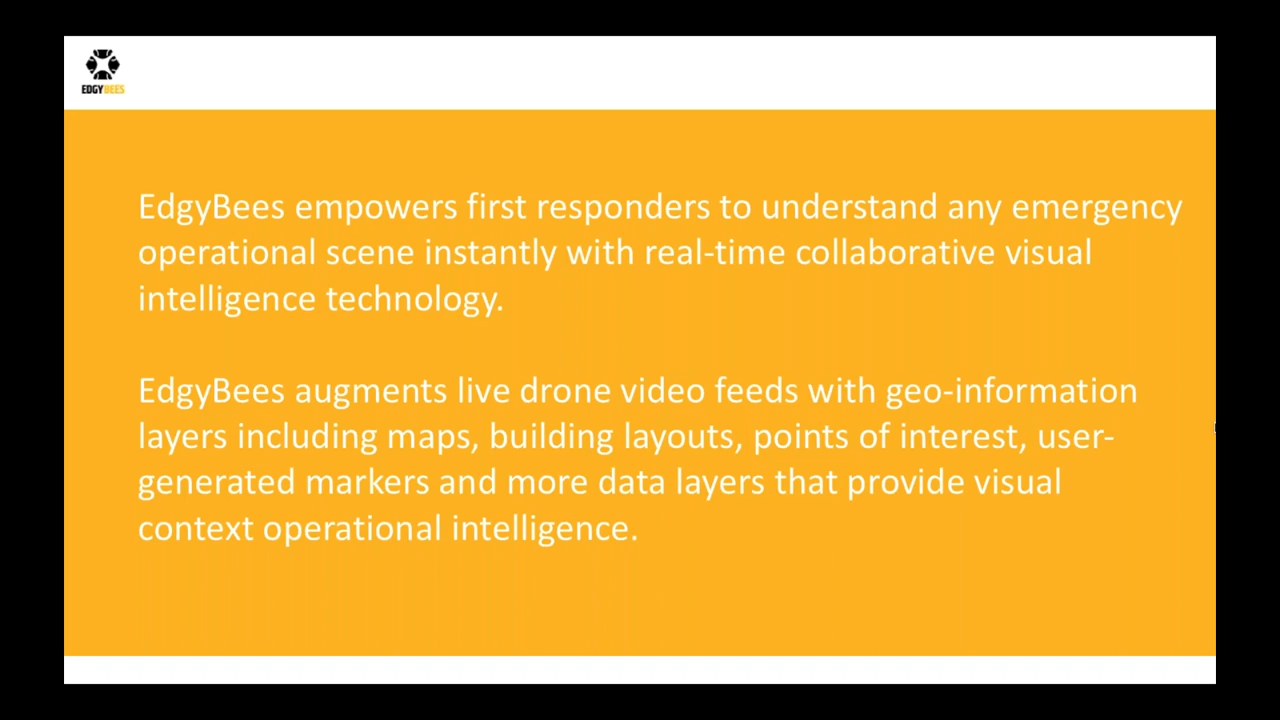 EDGYBEES
EdgyBees empowers first responders to understand any emergency
operational scene instantly with real-time collaborative visual
intelligence technology.
EdgyBees augments live drone video feeds with geo-information
layers including maps, building layouts, points of interest, user-
generated markers and more data layers that provide visual
context operational intelligence.